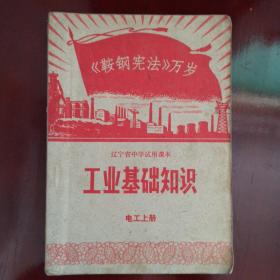 《鞍钢宪法》万岁
辽宁省中学试用课本
工业基础知识
电工上册